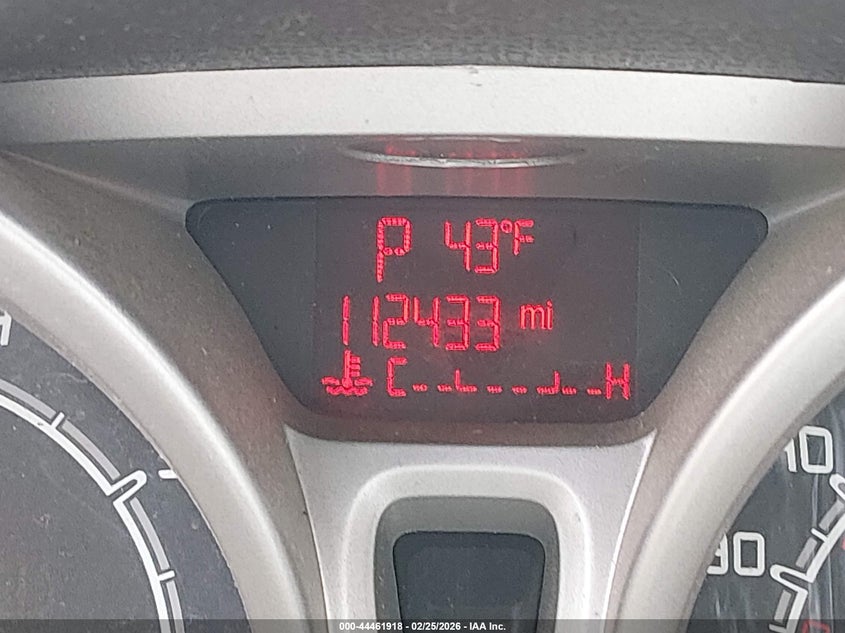 P 43°F
112433 mi
C H
10
90
000-44461918 - 02/25/2026 - IAA Inc.